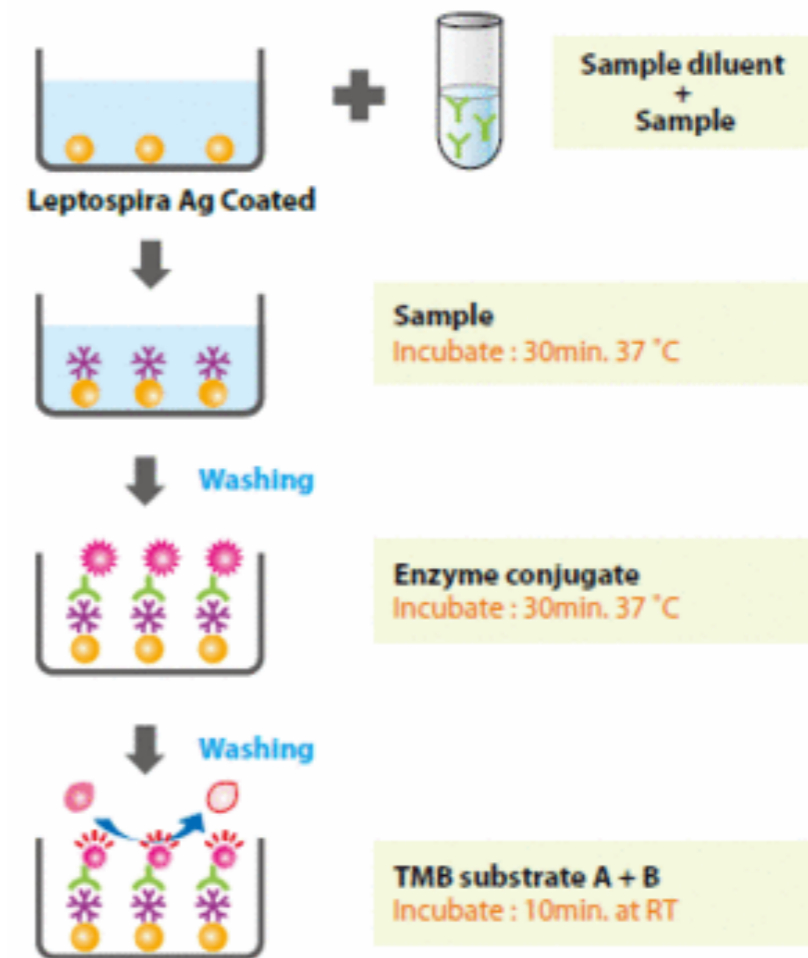 Sample diluent
+
Sample
Leptospira Ag Coated
Sample
Incubate : 30min. 37 ˚C
Washing
Enzyme conjugate
Incubate : 30min. 37 ˚C
Washing
TMB substrate A + B
Incubate : 10min. at RT